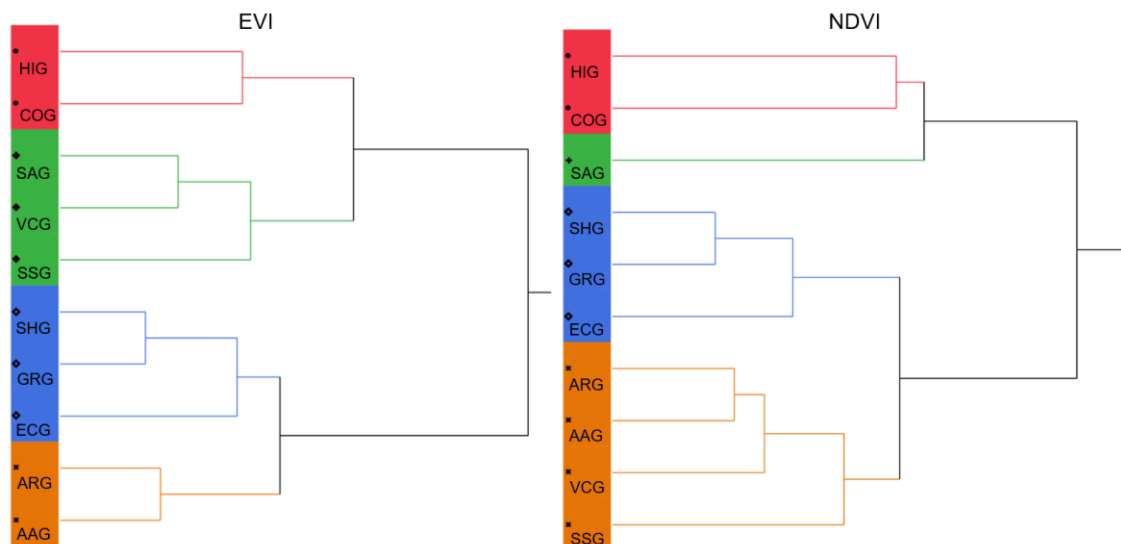 EVI
HIG
COG
SAG
VCG
SSG
SHG
GRG
ECG
ARG
AAG
NDVI
HIG
COG
SAG
SHG
GRG
ECG
ARG
AAG
VCG
SSG